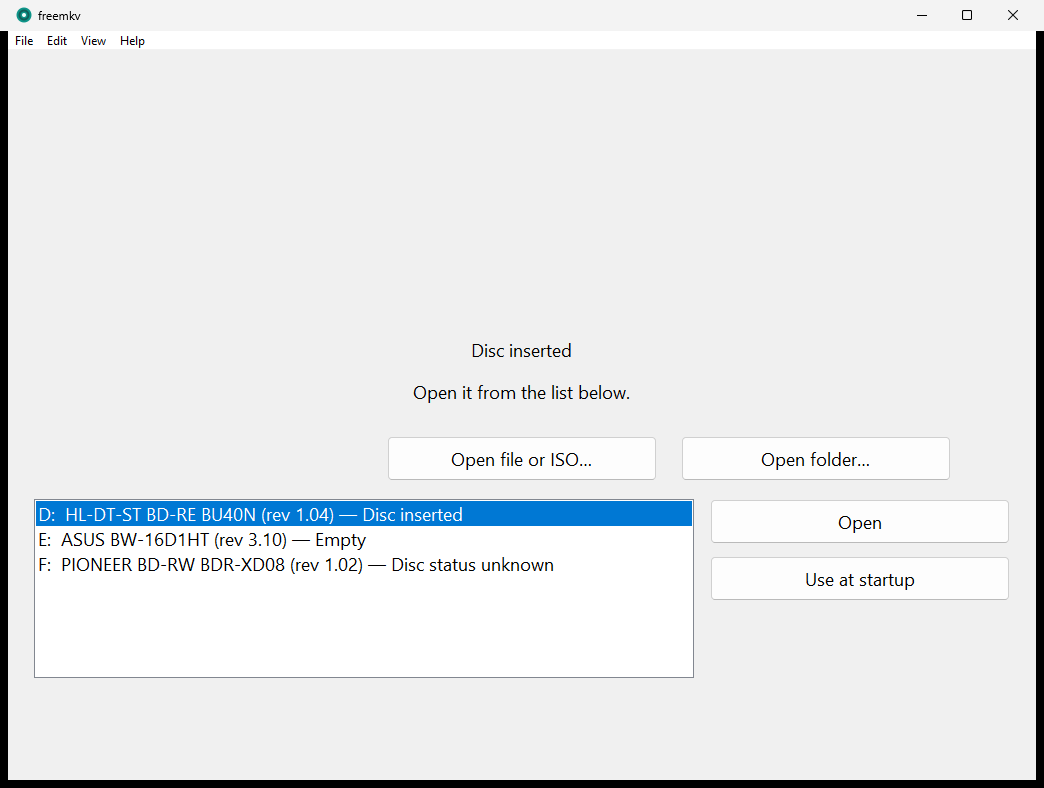 freemkv
File Edit View Help
Disc inserted
Open it from the list below.
Open file or ISO... Open folder...
D: HL-DT-ST BD-RE BU40N (rev 1.04) — Disc inserted
E: ASUS BW-16D1HT (rev 3.10) — Empty
F: PIONEER BD-RW BDR-XD08 (rev 1.02) — Disc status unknown
Open
Use at startup